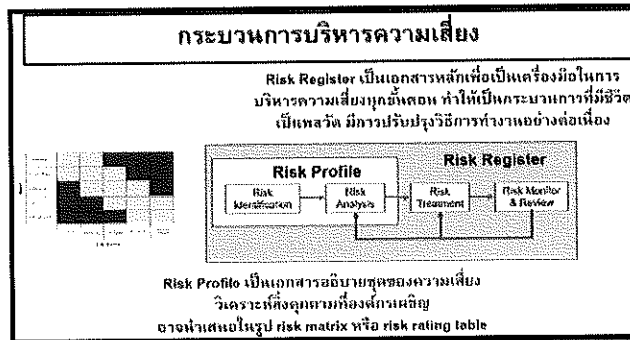 กระบวนการบริหารความเสี่ยง
Risk Register เป็นเอกสารหลักเพื่อเป็นเครื่องมือในการ
บริหารความเสี่ยงทุกขั้นตอน ทำให้เป็นกระบวนการที่มีชีวิต
เป็นพลวัต มีการปรับปรุงวิธีการทำงานอย่างต่อเนื่อง
Risk Register
Risk Profile
Risk
Identification
Risk
Analysis
Risk
Treatment
Risk Monitor
& Review
Risk Profile เป็นเอกสารอธิบายชุดของความเสี่ยง
วิเคราะห์สิ่งคุกคามที่องค์กรเผชิญ
อาจนำเสนอในรูป risk matrix หรือ risk rating table